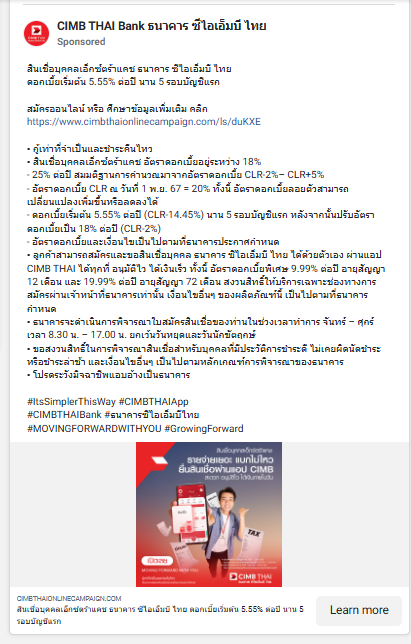 CIMB THAI Bank ธนาคาร ซีไอเอ็มบี ไทย
Sponsored
สินเชื่อบุคคลเอ็กซ์ตร้าแคช ธนาคาร ซีไอเอ็มบี ไทย
ดอกเบี้ยเริ่มต้น 5.55% ต่อปี นาน 5 รอบบัญชีแรก
สมัครออนไลน์ หรือ ศึกษาข้อมูลเพิ่มเติม คลิก
https://www.cimbthaionlinecampaign.com/ls/duKXE
• กู้เท่าที่จำเป็นและชำระคืนไหว
• สินเชื่อบุคคลเอ็กซ์ตร้าแคช อัตราดอกเบี้ยอยู่ระหว่าง 18%
- 25% ต่อปี สมมติฐานการคำนวณมาจากอัตราดอกเบี้ย CLR-2%– CLR+5%
- อัตราดอกเบี้ย CLR ณ วันที่ 1 พ.ย. 67 = 20% ทั้งนี้ อัตราดอกเบี้ยลอยตัวสามารถ
เปลี่ยนแปลงเพิ่มขึ้นหรือลดลงได้
- ดอกเบี้ยเริ่มต้น 5.55% ต่อปี (CLR-14.45%) นาน 5 รอบบัญชีแรก หลังจากนั้นปรับอัตรา
ดอกเบี้ยเป็น 18% ต่อปี (CLR-2%)
- อัตราดอกเบี้ยและเงื่อนไขเป็นไปตามที่ธนาคารประกาศกำหนด
• ลูกค้าสามารถสมัครและขอสินเชื่อบุคคล ธนาคาร ซีไอเอ็มบี ไทย ได้ด้วยตัวเอง ผ่านแอป
CIMB THAI ได้ทุกที่ อนุมัติไว ได้เงินเร็ว ทั้งนี้ อัตราดอกเบี้ยพิเศษ 9.99% ต่อปี อายุสัญญา
12 เดือน และ 19.99% ต่อปี อายุสัญญา 72 เดือน สงวนสิทธิ์ให้บริการเฉพาะช่องทางการ
สมัครผ่านเจ้าหน้าที่ธนาคารเท่านั้น เงื่อนไขอื่นๆ ของผลิตภัณฑ์นี้ เป็นไปตามที่ธนาคาร
กำหนด
• ธนาคารจะดำเนินการพิจารณาใบสมัครสินเชื่อของท่านในช่วงเวลาทำการ จันทร์ – ศุกร์
เวลา 8.30 น. – 17.00 น. ยกเว้นวันหยุดและวันนักขัตฤกษ์
• ขอสงวนสิทธิ์ในการพิจารณาสินเชื่อสำหรับบุคคลที่มีประวัติการชำระดี ไม่เคยผิดนัดชำระ
หรือชำระล่าช้า และเงื่อนไขอื่นๆ เป็นไปตามหลักเกณฑ์การพิจารณาของธนาคาร
• โปรดระวังมิจฉาชีพแอบอ้างเป็นธนาคาร
#ItsSimplerThisWay #CIMBTHAIApp
#CIMBTHAIBank #ธนาคารซีไอเอ็มบีไทย
#MOVINGFORWARDWITHYOU #GrowingForward
สินเชื่อบุคคลเอ็กซ์ตร้าแคช
รายจ่ายเยอะ แบกไม่ไหว
ยื่นสินเชื่อผ่านแอป CIMB
สะดวก อนุมัติไว ได้เงินภายในวัน
TAX
เปิดเลย
MOVING FORWARD WITH YOU
CIMB THAI
CIMBTHAIONLINECAMPAIGN.COM
สินเชื่อบุคคลเอ็กซ์ตร้าแคช ธนาคาร ซีไอเอ็มบี ไทย ดอกเบี้ยเริ่มต้น 5.55% ต่อปี นาน 5
รอบบัญชีแรก
Learn more